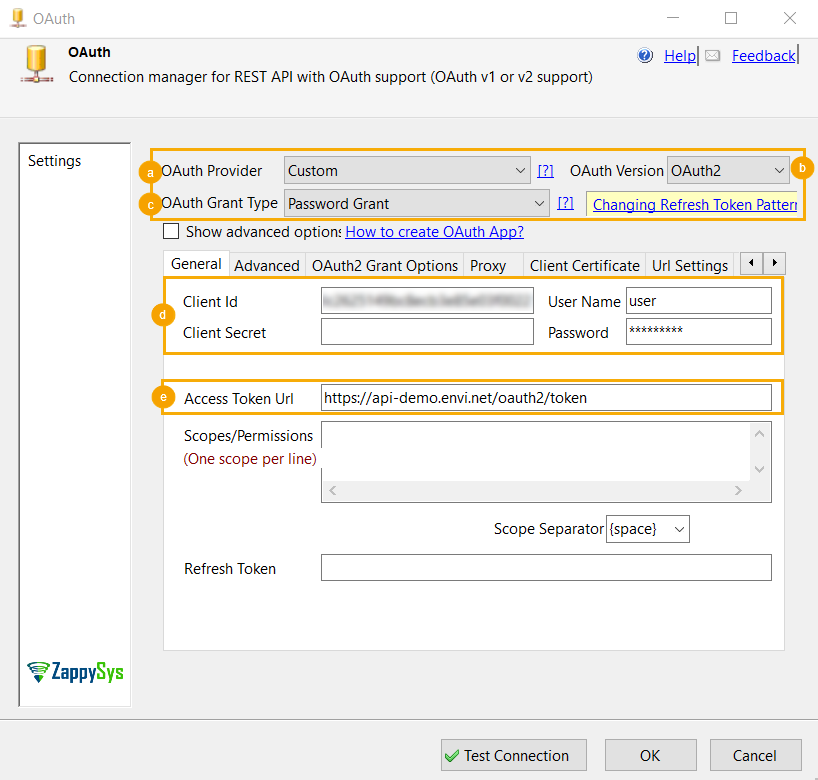 OAuth
OAuth
Connection manager for REST API with OAuth support (OAuth v1 or v2 support)
Help
Feedback
Settings
a
OAuth Provider
Custom
[?]
OAuth Version
OAuth2
b
c
OAuth Grant Type
Password Grant
[?]
Changing Refresh Token Pattern
Show advanced options
How to create OAuth App?
General
Advanced
OAuth2 Grant Options
Proxy
Client Certificate
Url Settings
d
Client Id
User Name
user
Client Secret
Password
*********
e
Access Token Url
https://api-demo.envi.net/oauth2/token
Scopes/Permissions
(One scope per line)
Scope Separator
{space}
Refresh Token
ZappySys
Test Connection
OK
Cancel